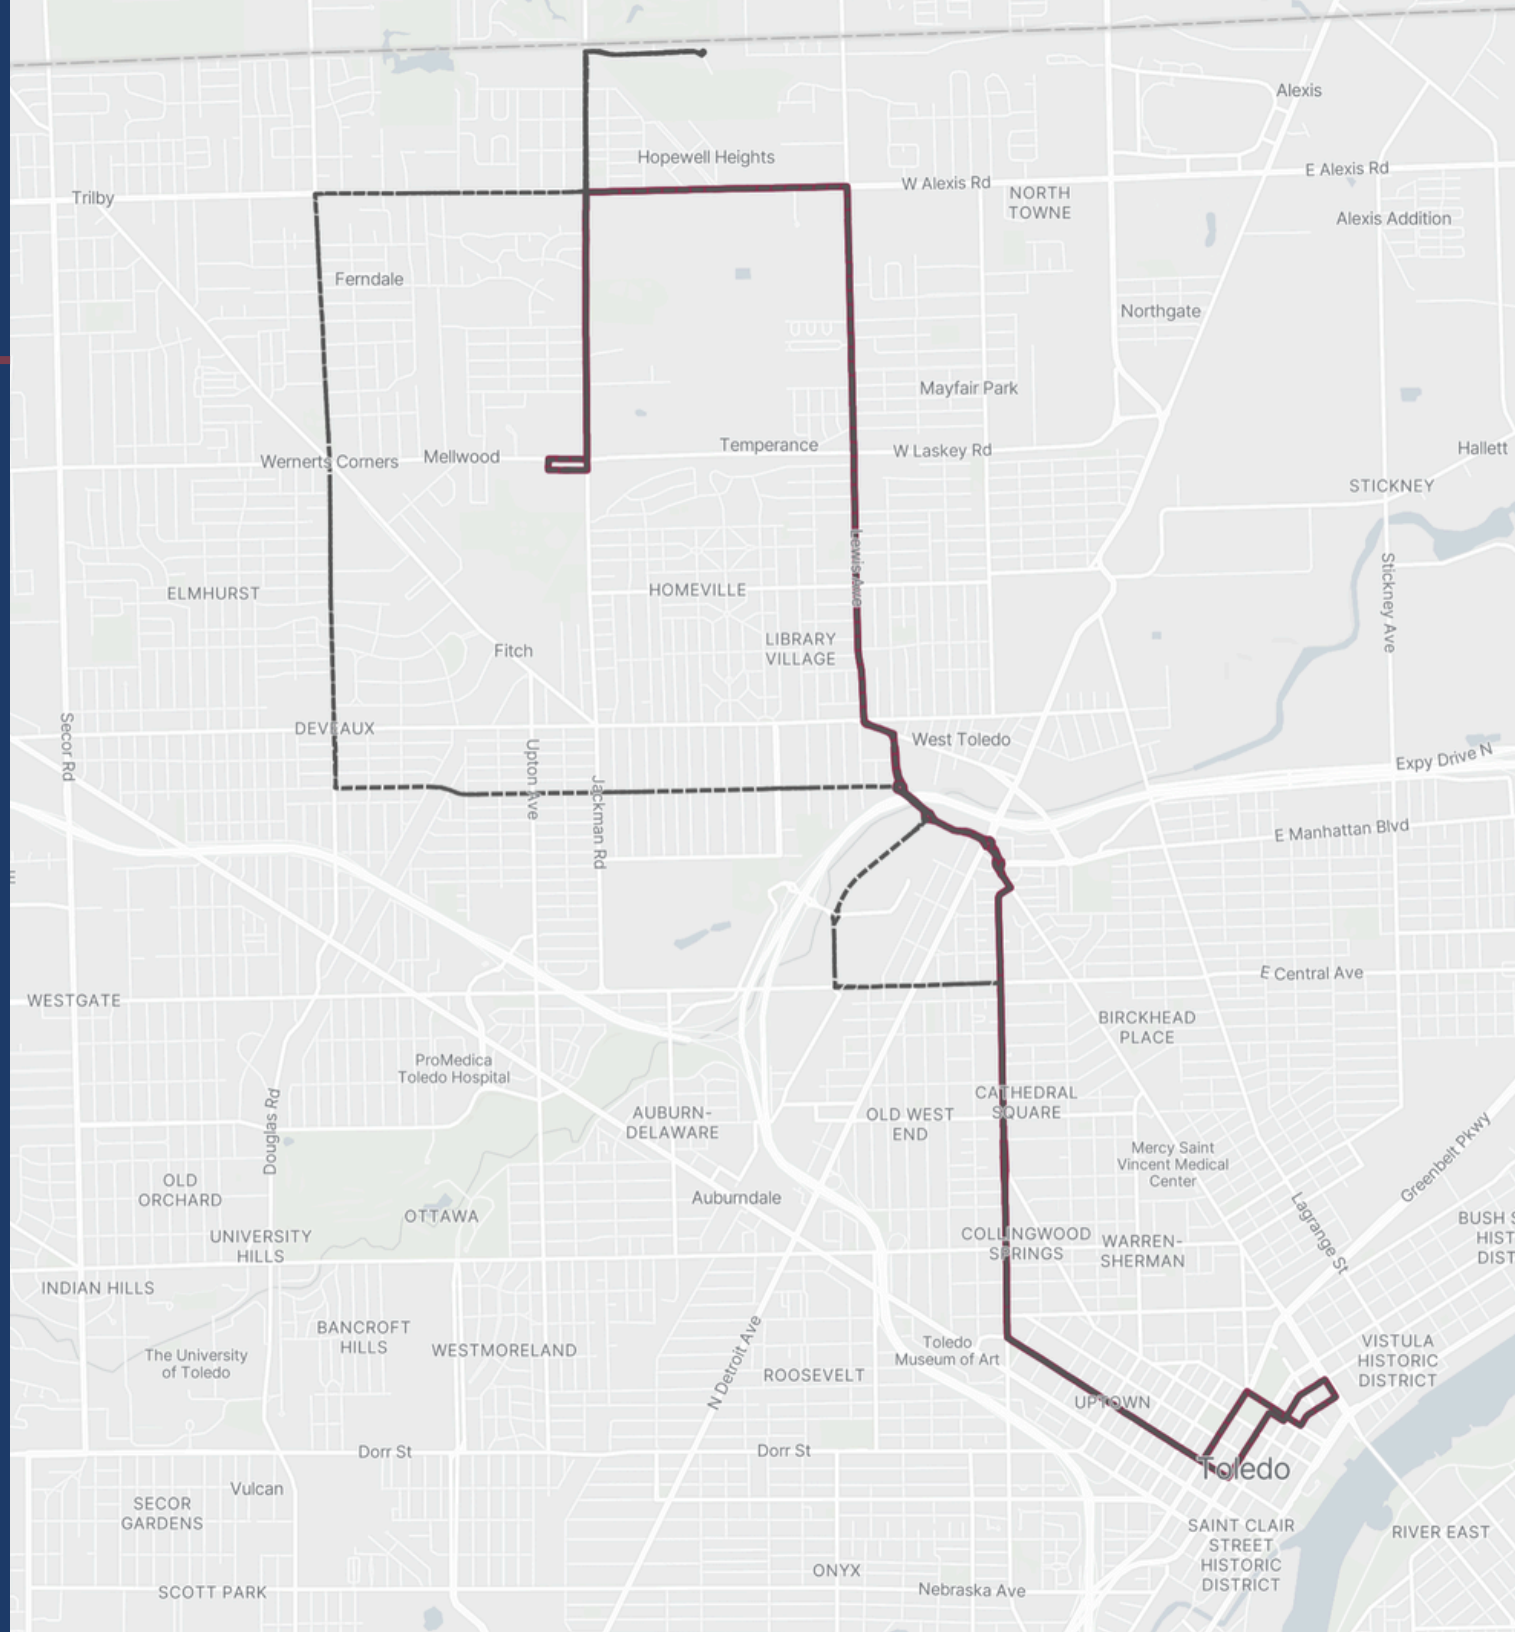 Alexis
Hopewell Heights
E Alexis Rd
W Alexis Rd
NORTH
TOWNE
Trilby
Alexis Addition
Ferndale
Northgate
Mayfair Park
Temperance
W Laskey Rd
Hallett
Wernerts Corners
Mellwood
STICKNEY
Lewis Ave
Stickney Ave
ELMHURST
HOMEVILLE
LIBRARY
VILLAGE
Fitch
Secor Rd
DEVEAUX
West Toledo
Upton Ave
Jackman Rd
Expy Drive N
E Manhattan Blvd
E Central Ave
WESTGATE
BIRCKHEAD
PLACE
ProMedica
Toledo Hospital
Douglas Rd
AUBURN-
DELAWARE
OLD WEST
END
CATHEDRAL
SQUARE
Mercy Saint
Vincent Medical
Center
Greenbelt Pkwy
OLD
ORCHARD
Auburndale
Lagrange St
OTTAWA
UNIVERSITY
HILLS
COLLINGWOOD
SPRINGS
WARREN-
SHERMAN
BUSH S
HIST
DIST
INDIAN HILLS
BANCROFT
HILLS
WESTMORELAND
N Detroit Ave
The University
of Toledo
Toledo
Museum of Art
VISTULA
HISTORIC
DISTRICT
ROOSEVELT
UPTOWN
Dorr St
Dorr St
Toledo
Vulcan
SECOR
GARDENS
SAINT CLAIR
STREET
HISTORIC
DISTRICT
RIVER EAST
ONYX
SCOTT PARK
Nebraska Ave